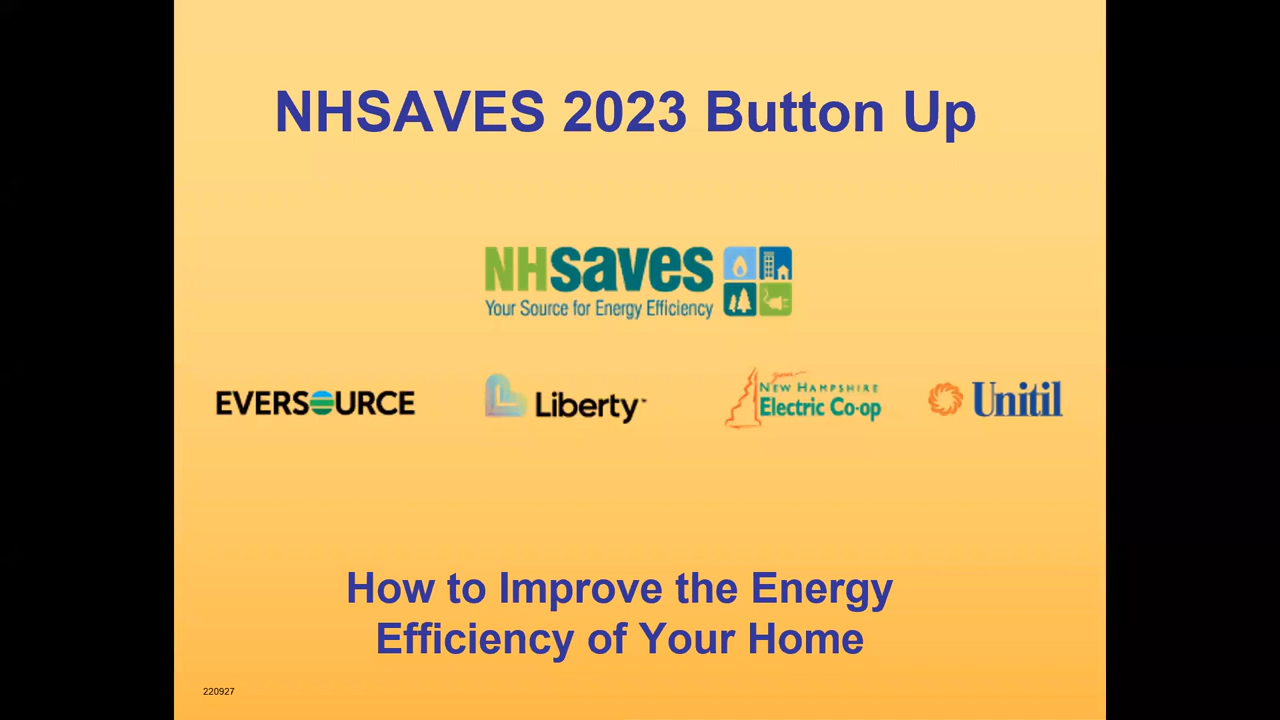 NHSAVES 2023 Button Up
NHsaves
Your Source for Energy Efficiency
EVERSOURCE
Liberty™
NEW HAMPSHIRE
Electric Co-op
Unitil
How to Improve the Energy
Efficiency of Your Home
220927